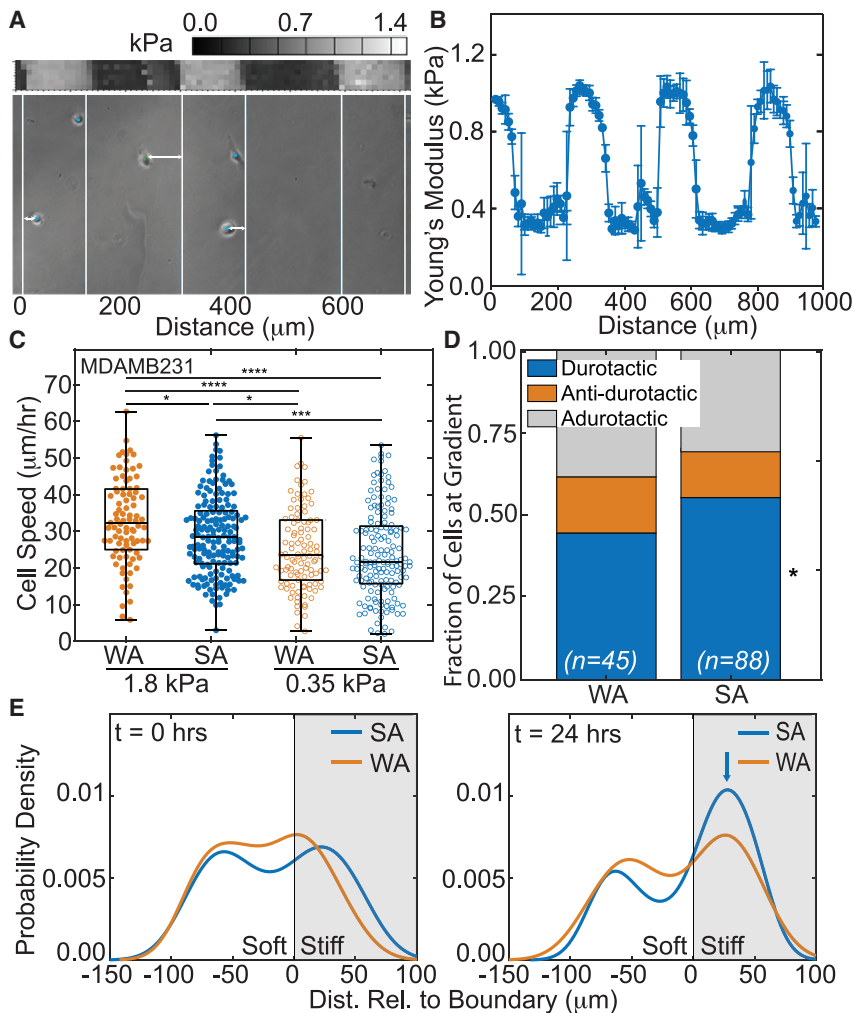 A
kPa
0.0 0.7 1.4
0 200 400 600
Distance (μm)
B
1.2
0.8
0.4
0.0
Young's Modulus (kPa)
0 200 400 600 800 1000
Distance (μm)
C
MDAMB231
****
****
* *
***
70
60
50
40
30
20
10
0
Cell Speed (μm/hr)
WA SA WA SA
1.8 kPa 0.35 kPa
D
1.00
0.75
0.50
0.25
0.00
Fraction of Cells at Gradient
Durotactic
Anti-durotactic
Adurotactic
*
(n=45) (n=88)
WA SA
E
t = 0 hrs
SA
WA
0.01
0.005
0.00
Probability Density
Soft Stiff
-150 -100 -50 0 50 100
t = 24 hrs
SA
WA
0.01
0.005
0.00
Soft Stiff
-150 -100 -50 0 50 100
Dist. Rel. to Boundary (μm)